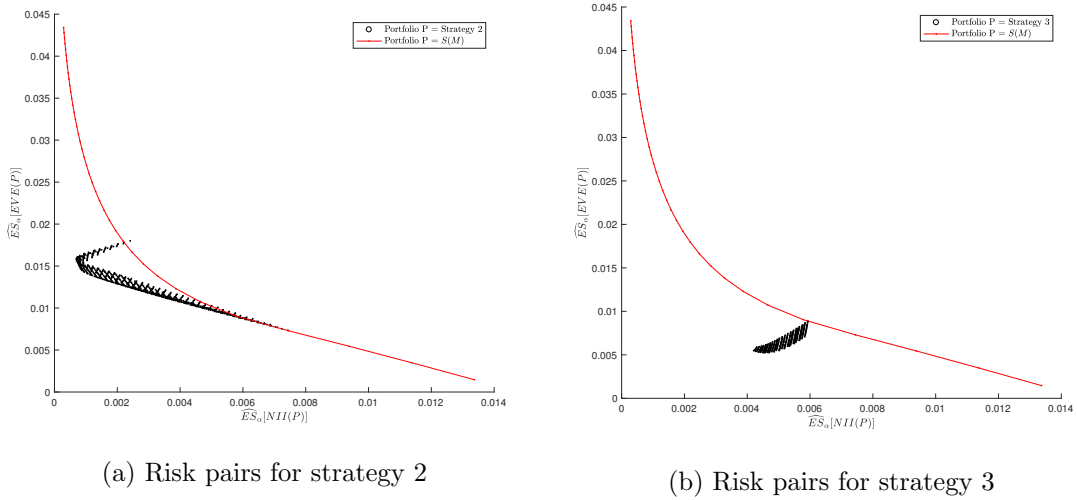 0.045
0.04
0.035
0.03
0.025
0.02
0.015
0.01
0.005
0
0 0.002 0.004 0.006 0.008 0.01 0.012 0.014
Portfolio P = Strategy 2
Portfolio P = S(M)
ÊS_α[EVE(P)]
ÊS_α[NII(P)]
(a) Risk pairs for strategy 2
0.045
0.04
0.035
0.03
0.025
0.02
0.015
0.01
0.005
0
0 0.002 0.004 0.006 0.008 0.01 0.012 0.014
Portfolio P = Strategy 3
Portfolio P = S(M)
ÊS_α[EVE(P)]
ÊS_α[NII(P)]
(b) Risk pairs for strategy 3